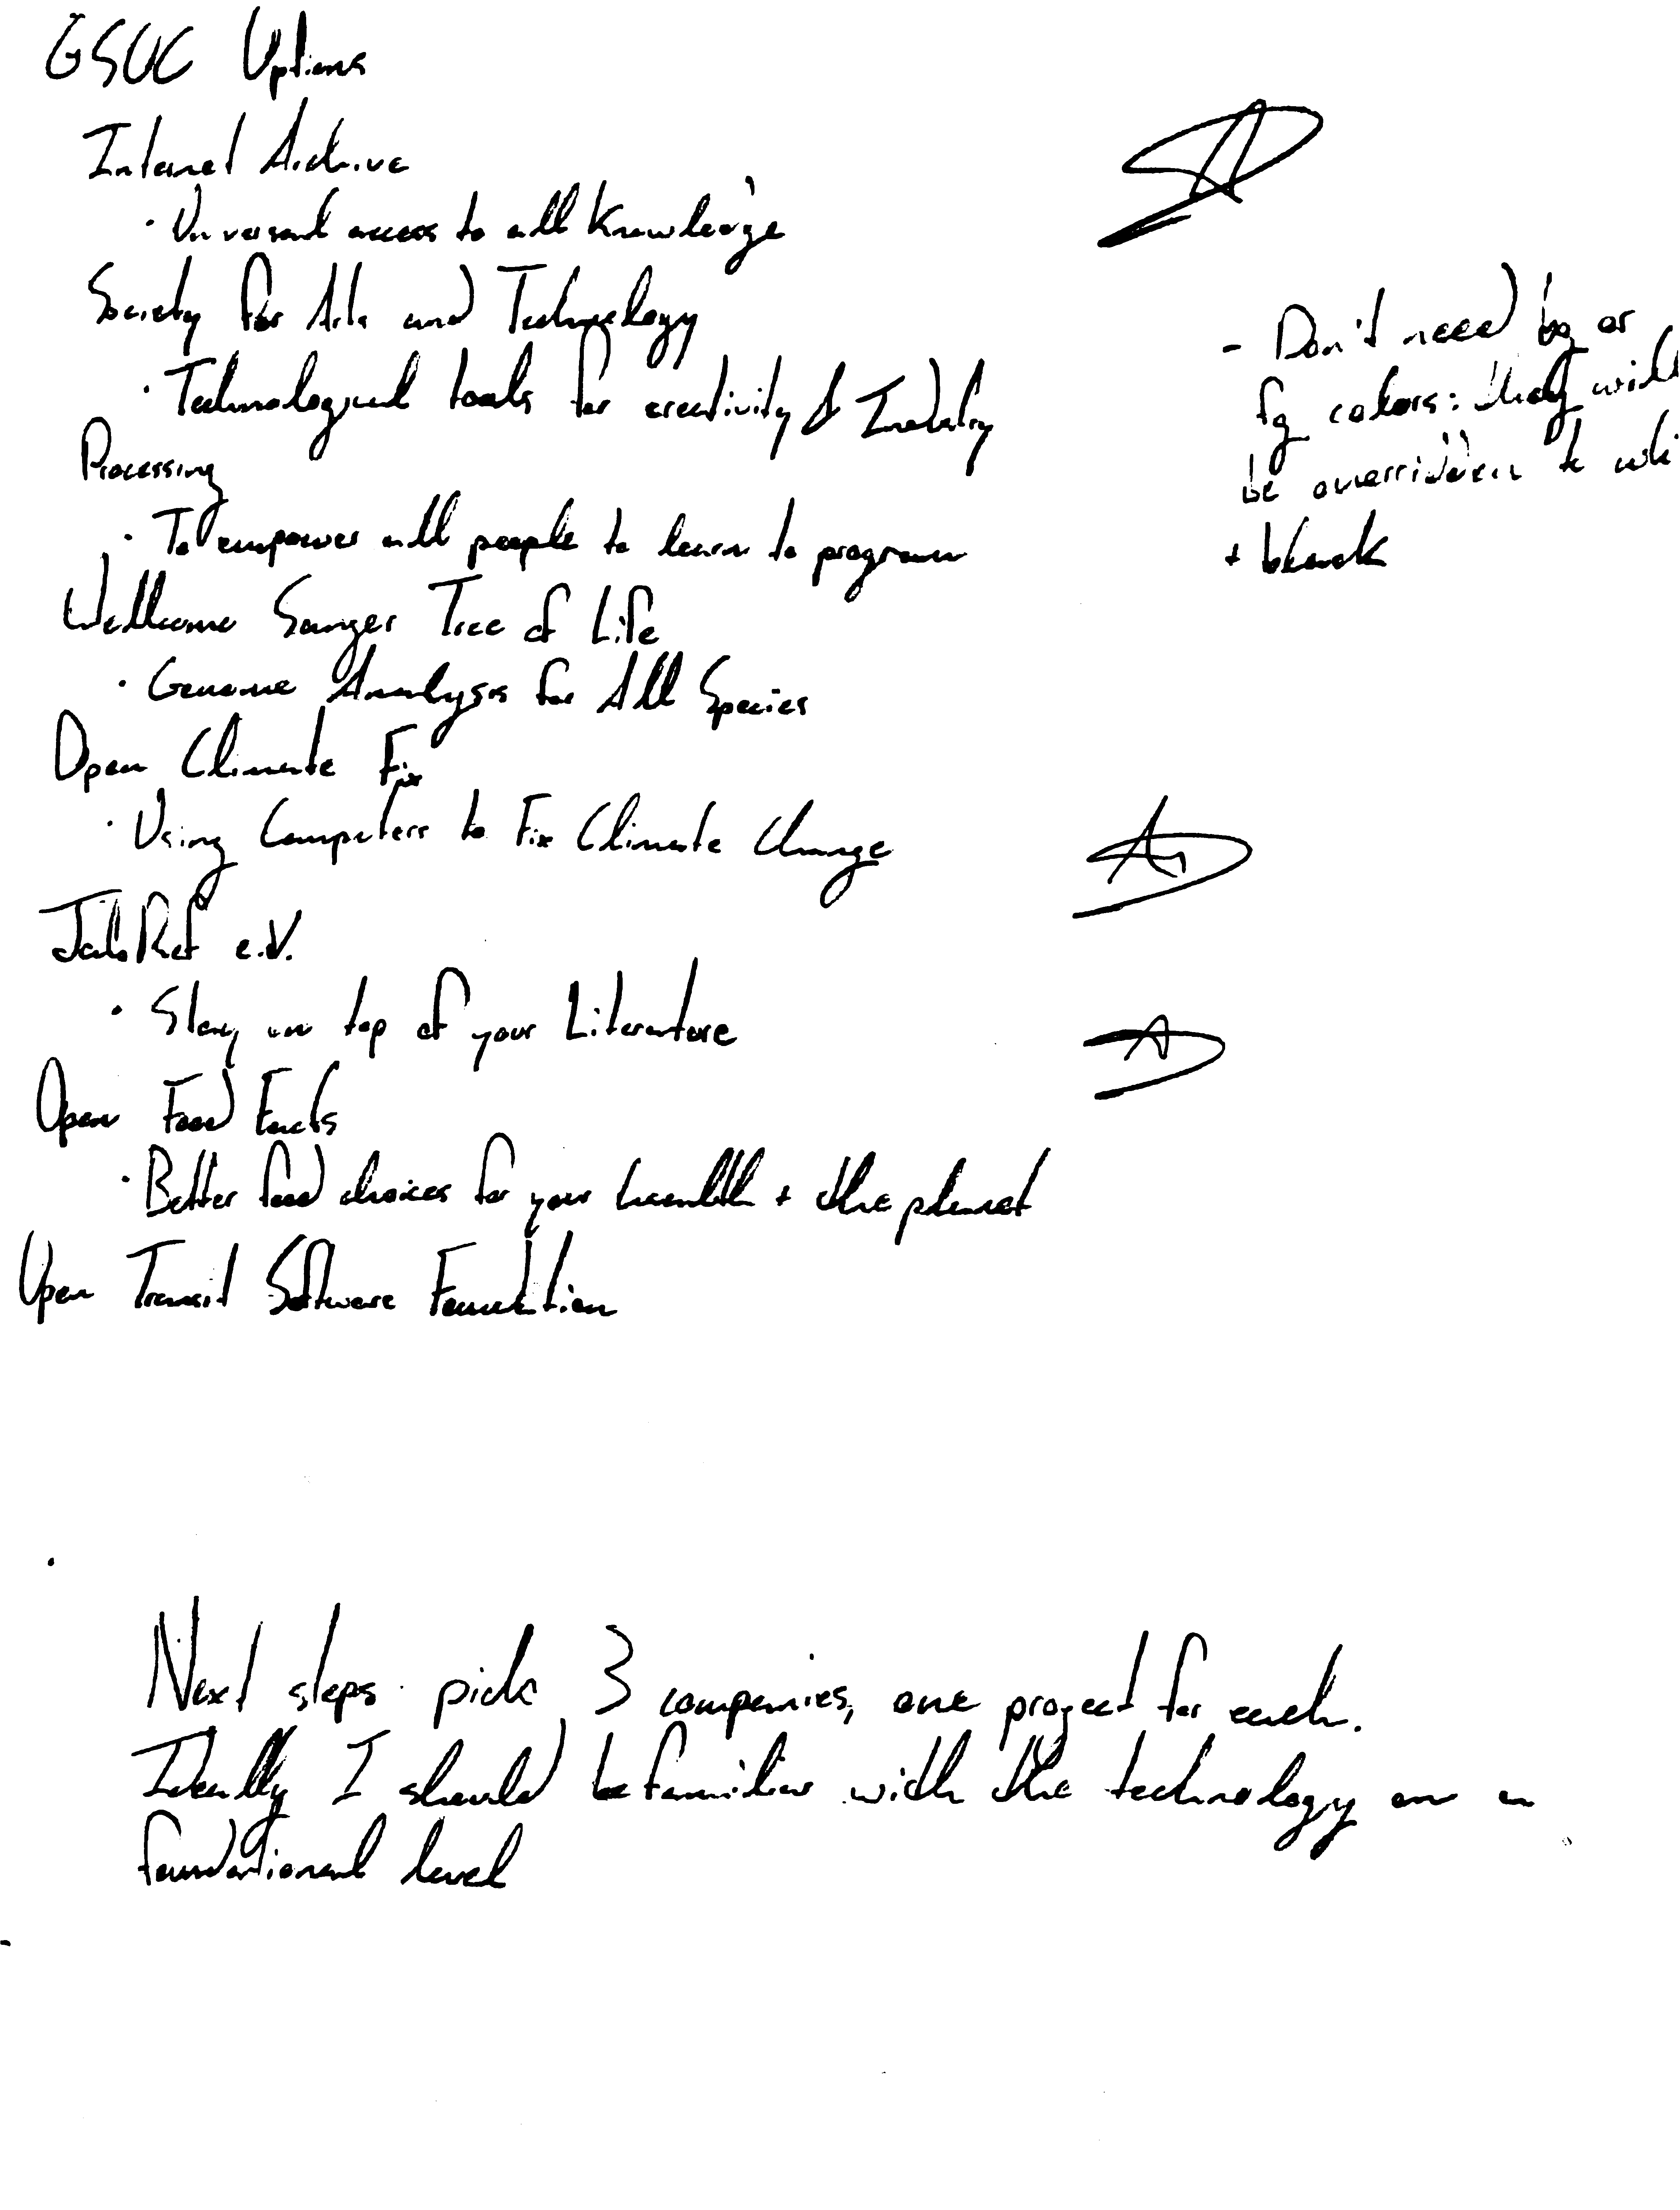 GSOC Options
Internet Archive
· Universal access to all Knowledge
Society for Arts and Technology
· Technological tools for creativity & Industry
Processing
· To empower all people to learn to program
Wellcome Sanger Tree of Life
· Genome Analysis for All Species
Open Climate Fix
· Using Computers to Fix Climate Change
JabRef e.V.
· Stay on top of your Literature
Open Food Facts
· Better food choices for your health + the planet
Open Transit Software Foundation
- Don't need bg or
fg colors: they will
be overridden to
+ black
Next steps · pick 3 companies, one project for each.
Ideally I should be familiar with the technology on a
foundational level